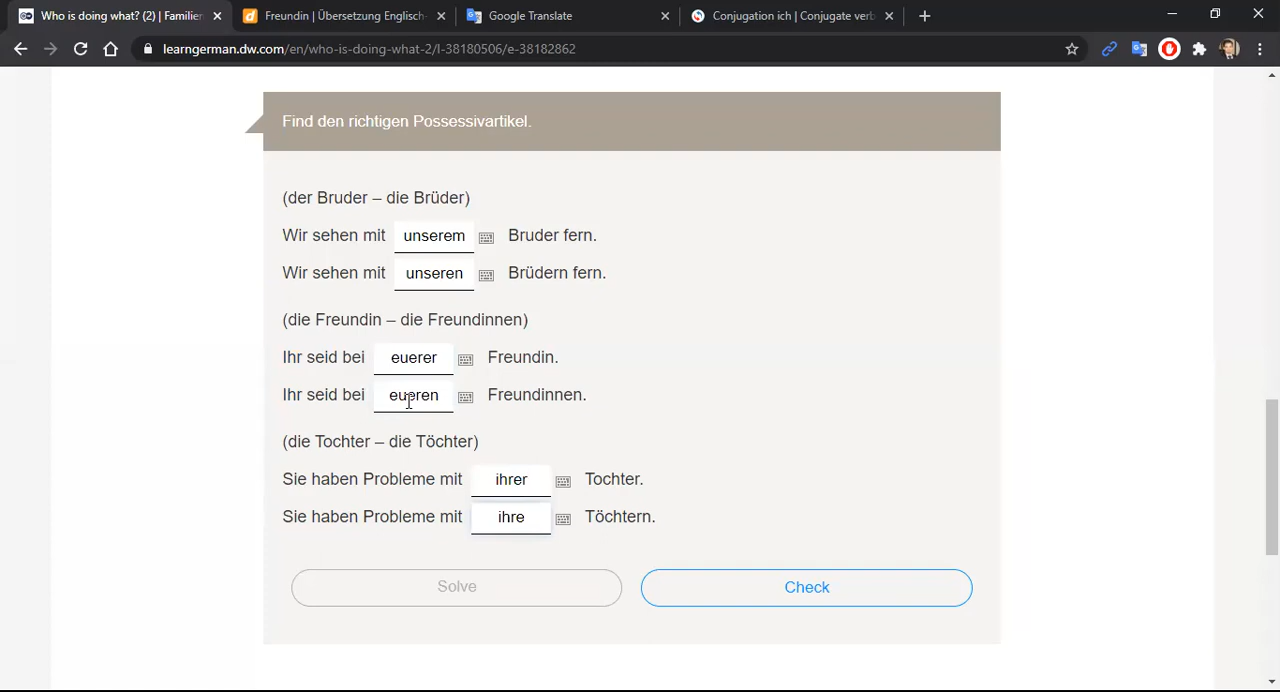 Who is doing what? (2) | Familien
Freundin | Übersetzung Englisch-
Google Translate
Conjugation ich | Conjugate verb
learngerman.dw.com/en/who-is-doing-what-2/l-38180506/e-38182862
Find den richtigen Possessivartikel.
(der Bruder – die Brüder)
Wir sehen mit unserem Bruder fern.
Wir sehen mit unseren Brüdern fern.
(die Freundin – die Freundinnen)
Ihr seid bei euerer Freundin.
Ihr seid bei eueren Freundinnen.
(die Tochter – die Töchter)
Sie haben Probleme mit ihrer Tochter.
Sie haben Probleme mit ihre Töchtern.
Solve Check